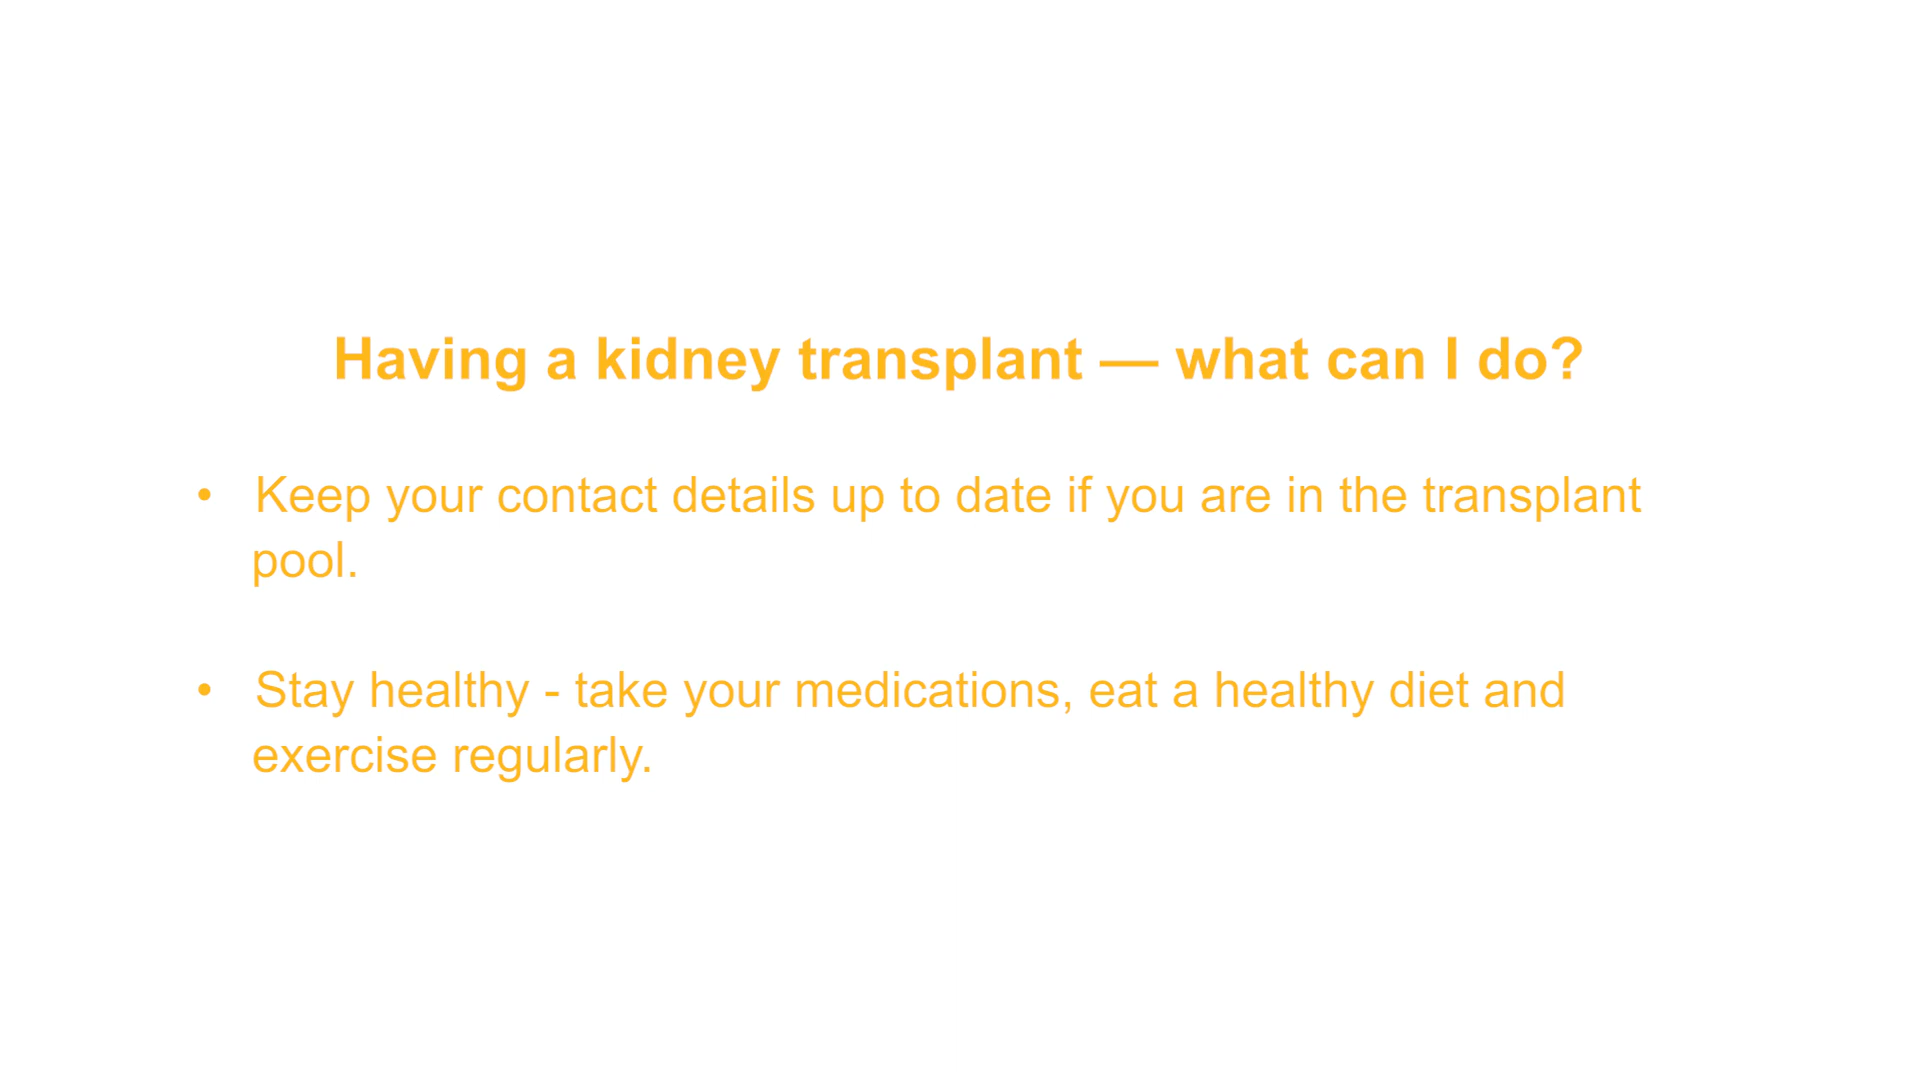 Having a kidney transplant — what can I do?
• Keep your contact details up to date if you are in the transplant
pool.
• Stay healthy - take your medications, eat a healthy diet and
exercise regularly.